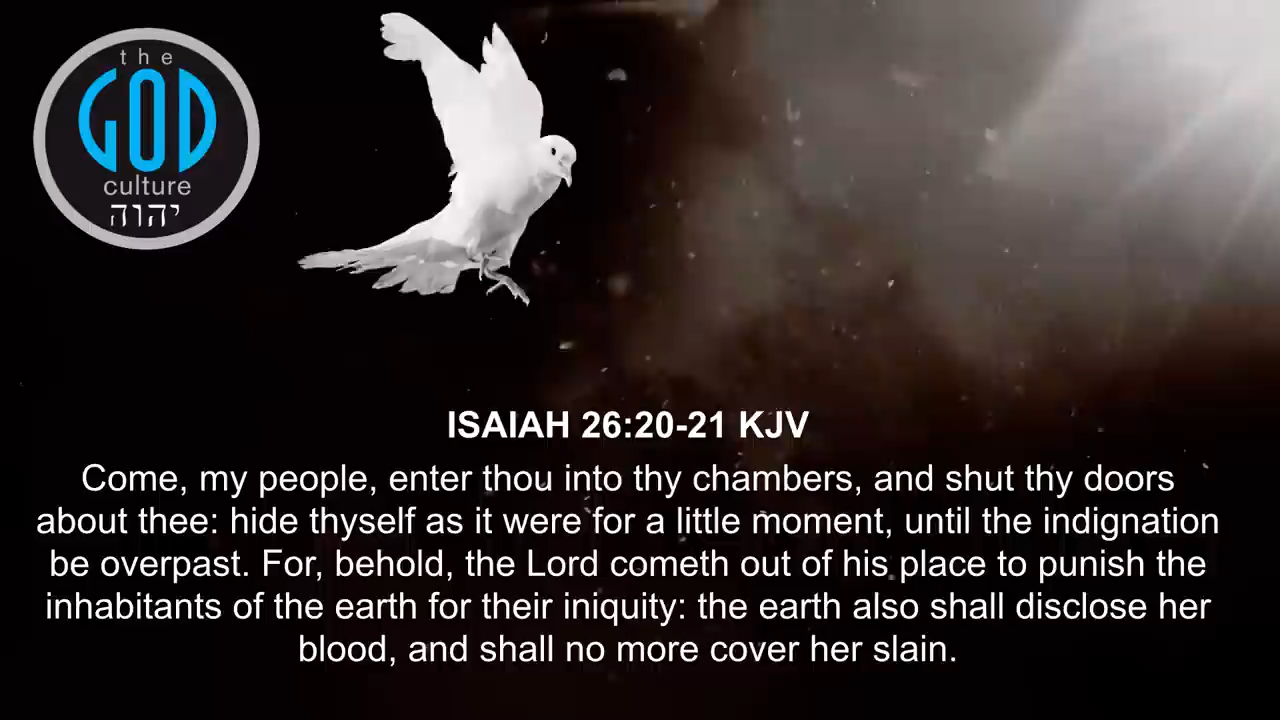 the
GOD
culture
יהוה
ISAIAH 26:20-21 KJV
Come, my people, enter thou into thy chambers, and shut thy doors
about thee: hide thyself as it were for a little moment, until the indignation
be overpast. For, behold, the Lord cometh out of his place to punish the
inhabitants of the earth for their iniquity: the earth also shall disclose her
blood, and shall no more cover her slain.